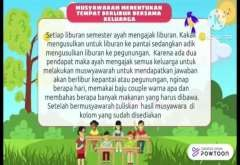 MUSYAWARAH MENENTUKAN
TEMPAT BERLIBUR BERSAMA
KELUARGA
Setiap liburan semester ayah mengajak liburan. Kakak
mengusulkan untuk liburan ke pantai sedangkan adik
mengusulkan liburan ke pegunungan. Karena ada dua
pendapat maka ayah mengajak semua keluarga untuk
melakukan muswyawarah untuk mendapatkan jawaban
akan berlibur kepantai atau pegunungan, nginap
berapa hari, memakai baju couple warna apa dan
membahas berapa banyak makanan yang harus dibawa.
Setelah bermusyawarah tuliskan hasil musyawara di
kolom yang sudah disediakan
POWTOON